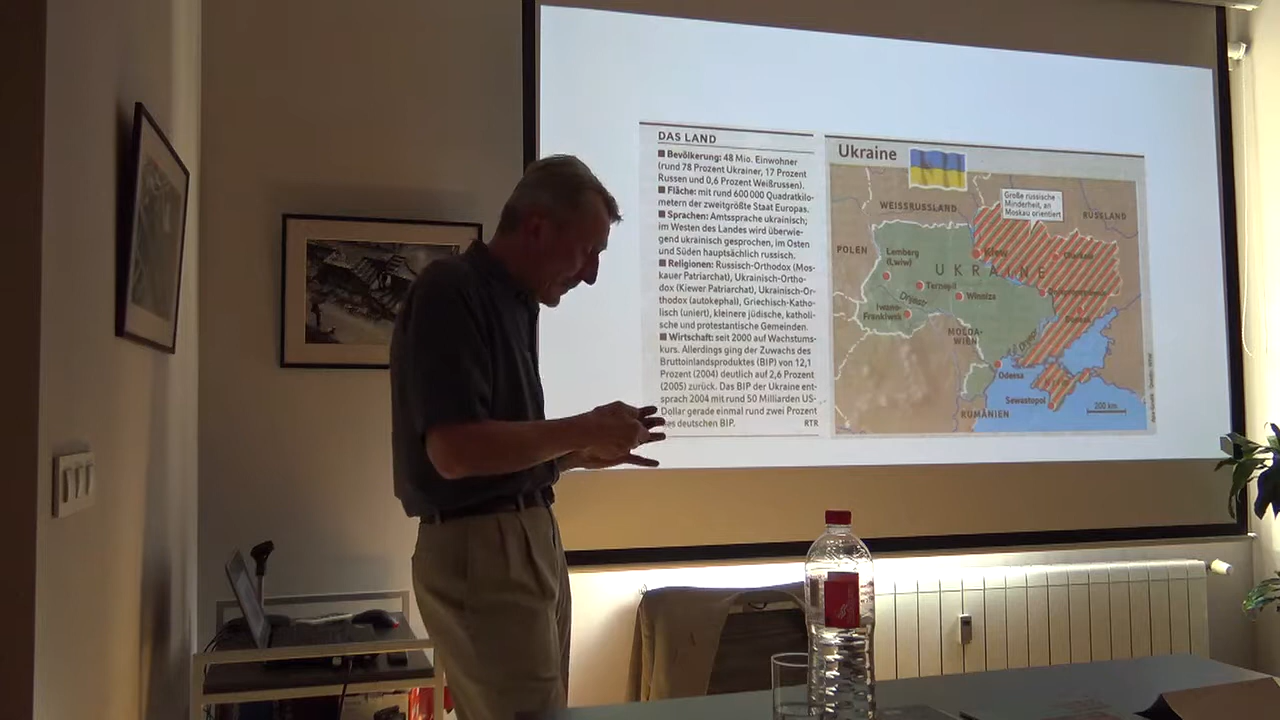 DAS LAND
■ Bevölkerung: 48 Mio. Einwohner
(rund 78 Prozent Ukrainer, 17 Prozent
Russen und 0,6 Prozent Weißrussen).
■ Fläche: mit rund 600 000 Quadratkilo-
metern der zweitgrößte Staat Europas.
■ Sprachen: Amtssprache ukrainisch;
im Westen des Landes wird überwie-
gend ukrainisch gesprochen, im Osten
und Süden hauptsächlich russisch.
■ Religionen: Russisch-Orthodox (Mos-
kauer Patriarchat), Ukrainisch-Ortho-
dox (Kiewer Patriarchat), Ukrainisch-Or-
thodox (autokephal), Griechisch-Katho-
lisch (uniert), kleinere jüdische, katholi-
sche und protestantische Gemeinden.
■ Wirtschaft: seit 2000 auf Wachstums-
kurs. Allerdings ging der Zuwachs des
Bruttoinlandsproduktes (BIP) von 12,1
Prozent (2004) deutlich auf 2,6 Prozent
(2005) zurück. Das BIP der Ukraine ent-
sprach 2004 mit rund 50 Milliarden US-
Dollar gerade einmal rund zwei Prozent
des deutschen BIP. RTR
Ukraine
Große russische
Minderheit, an
Moskau orientiert
WEISSRUSSLAND
RUSSLAND
POLEN
Lemberg
(Lwiw)
Kiew
Charkow
UKRAINE
Ternopil
Winniza
Dnjestr
Iwano-
Frankiwsk
Donezk
MOLDA-
WIEN
Odessa
Krim
Sewastopol
200 km
RUMÄNIEN